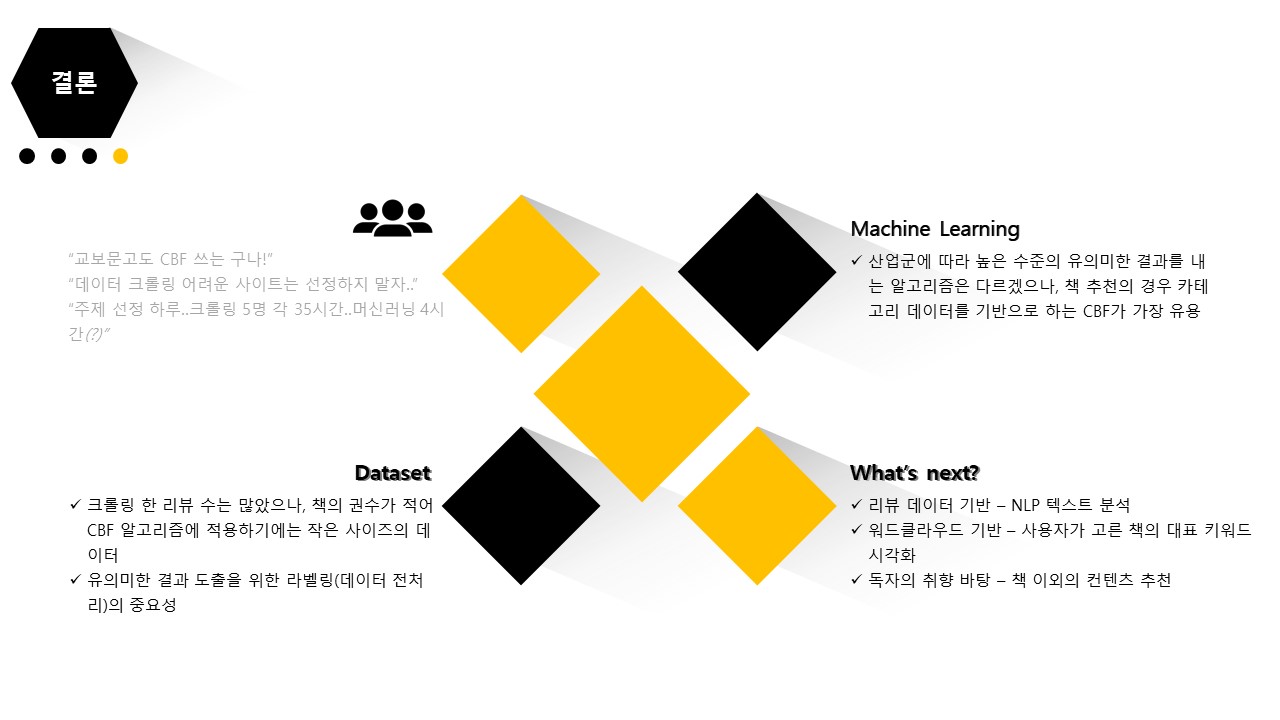 결론
“교보문고도 CBF 쓰는 구나!”
“데이터 크롤링 어려운 사이트는 선정하지 말자..”
“주제 선정 하루..크롤링 5명 각 35시간..머신러닝 4시
간(?)”
Machine Learning
✓ 산업군에 따라 높은 수준의 유의미한 결과를 내
는 알고리즘은 다르겠으나, 책 추천의 경우 카테
고리 데이터를 기반으로 하는 CBF가 가장 유용
Dataset
✓ 크롤링 한 리뷰 수는 많았으나, 책의 권수가 적어
CBF 알고리즘에 적용하기에는 작은 사이즈의 데
이터
✓ 유의미한 결과 도출을 위한 라벨링(데이터 전처
리)의 중요성
What’s next?
✓ 리뷰 데이터 기반 – NLP 텍스트 분석
✓ 워드클라우드 기반 – 사용자가 고른 책의 대표 키워드
시각화
✓ 독자의 취향 바탕 – 책 이외의 컨텐츠 추천